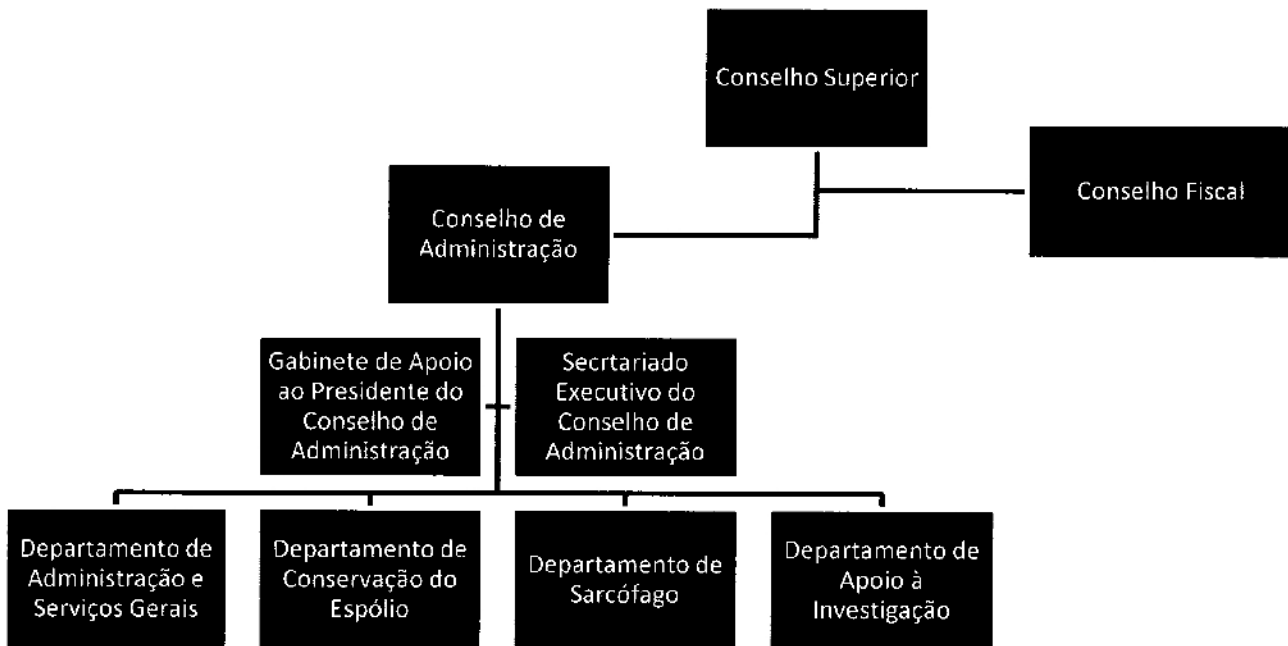 Conselho Superior
Conselho Fiscal
Conselho de
Administração
Gabinete de Apoio
ao Presidente do
Conselho de
Administração
Secrtariado
Executivo do
Conselho de
Administração
Departamento de
Administração e
Serviços Gerais
Departamento de
Conservação do
Espólio
Departamento de
Sarcófago
Departamento de
Apoio à
Investigação